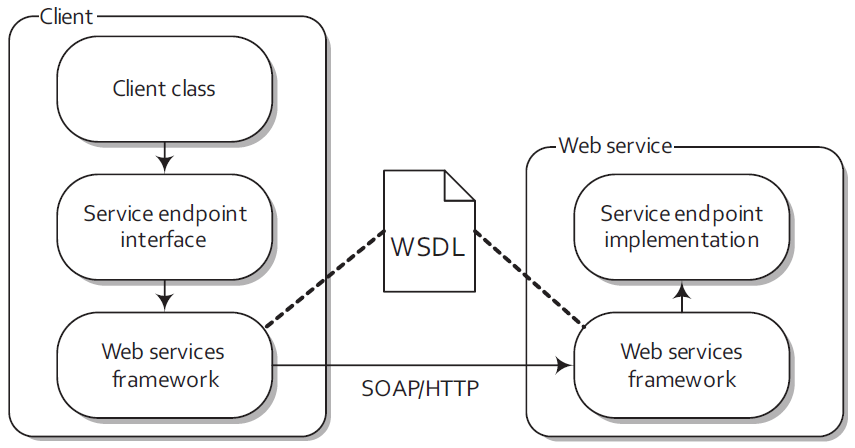 Client
Client class
Service endpoint
interface
Web services
framework
WSDL
SOAP/HTTP
Web service
Service endpoint
implementation
Web services
framework